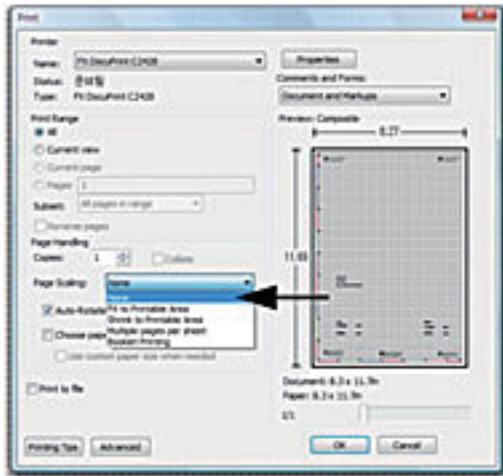 Print
Printer
Name: FX DocuPrint C2428
Properties
Status: 준비됨
Comments and Forms:
Type: FX DocuPrint C2428
Document and Markups
Print Range
Preview: Composite
All
8.27
Current view
Current page
Pages 1
Subset: All pages in range
Reverse pages
Page Handling
11.69
Copies: 1
Collate
Page Scaling: None
None
Fit to Printable Area
Shrink to Printable Area
Multiple pages per sheet
Booklet Printing
Auto-Rotate
Choose pape
Use custom paper size when needed
Print to file
Document: 8.3 x 11.7in
Paper: 8.3 x 11.7in
1/1
Printing Tips
Advanced
OK
Cancel